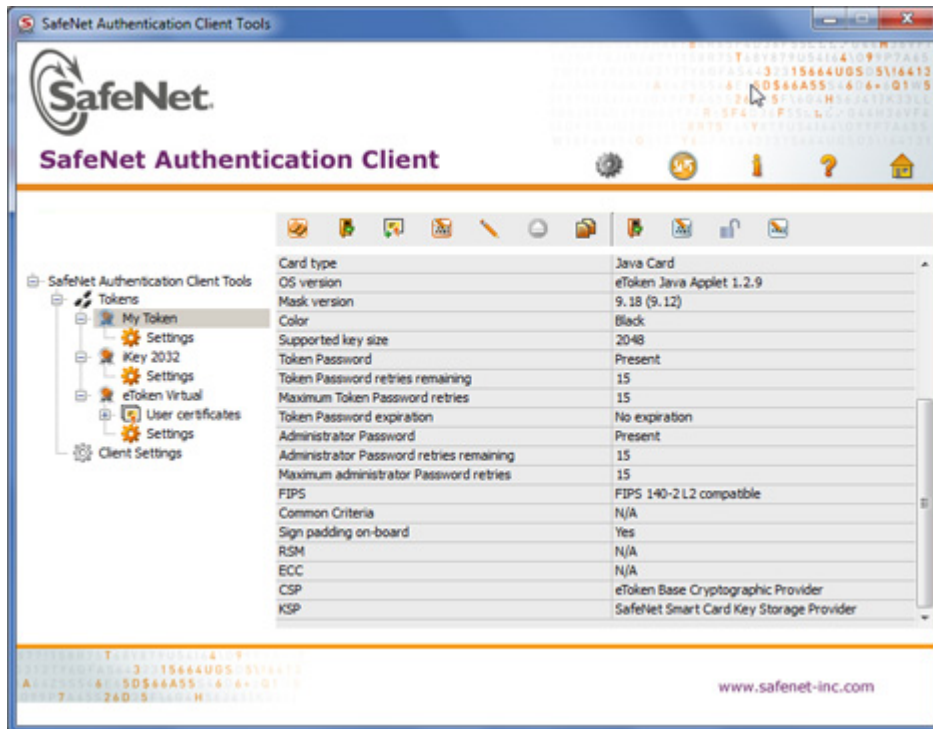 SafeNet Authentication Client Tools
SafeNet.
SafeNet Authentication Client
SafeNet Authentication Client Tools
Tokens
My Token
Settings
iKey 2032
Settings
eToken Virtual
User certificates
Settings
Client Settings
Card type Java Card
OS version eToken Java Applet 1.2.9
Mask version 9.18 (9.12)
Color Black
Supported key size 2048
Token Password Present
Token Password retries remaining 15
Maximum Token Password retries 15
Token Password expiration No expiration
Administrator Password Present
Administrator Password retries remaining 15
Maximum administrator Password retries 15
FIPS FIPS 140-2 L2 compatible
Common Criteria N/A
Sign padding on-board Yes
RSM N/A
ECC N/A
CSP eToken Base Cryptographic Provider
KSP SafeNet Smart Card Key Storage Provider
www.safenet-inc.com